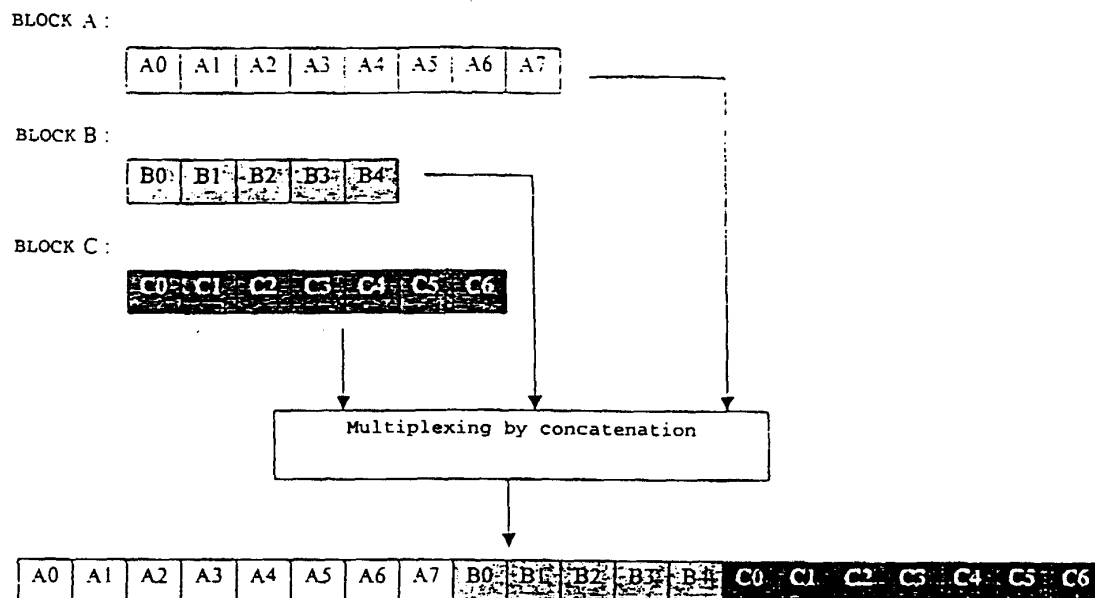 BLOCK A :
A0 A1 A2 A3 A4 A5 A6 A7
BLOCK B :
B0 B1 B2 B3 B4
BLOCK C :
C0 C1 C2 C3 C4 C5 C6
Multiplexing by concatenation
A0 A1 A2 A3 A4 A5 A6 A7 B0 B1 B2 B3 B4 C0 C1 C2 C3 C4 C5 C6